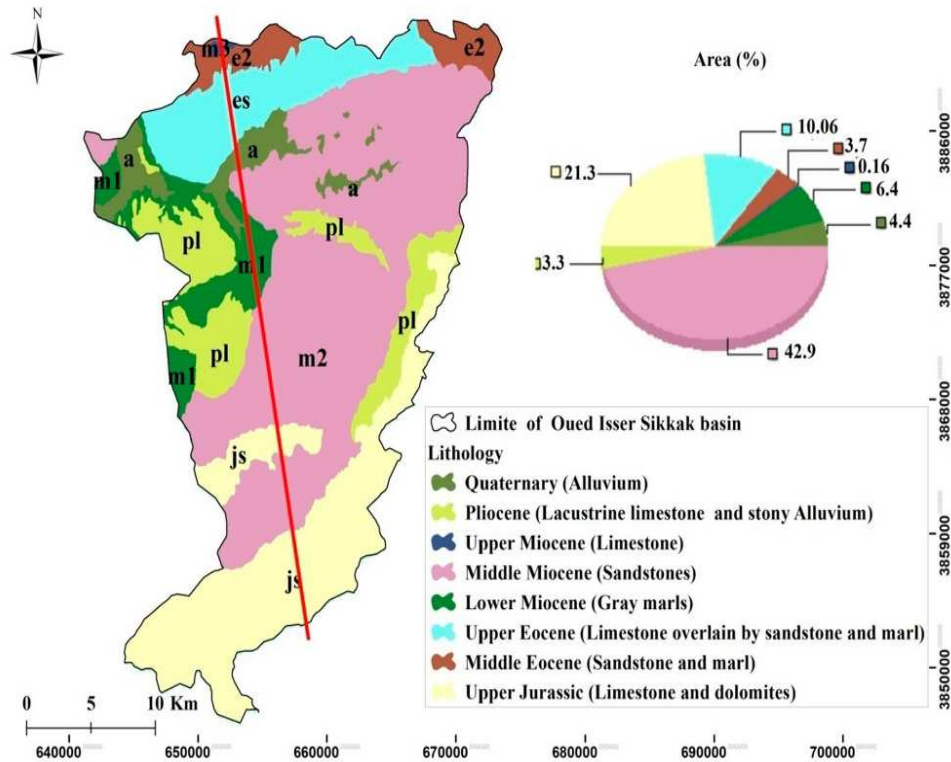 N
m3
e2
e2
Area (%)
es
a
a
m1
a
10.06
3.7
0.16
21.3
6.4
4.4
3.3
42.9
pl
pl
m1
pl
pl
m2
m1
js
js
Limite of Oued Isser Sikkak basin
Lithology
Quaternary (Alluvium)
Pliocene (Lacustrine limestone and stony Alluvium)
Upper Miocene (Limestone)
Middle Miocene (Sandstones)
Lower Miocene (Gray marls)
Upper Eocene (Limestone overlain by sandstone and marl)
Middle Eocene (Sandstone and marl)
Upper Jurassic (Limestone and dolomites)
3886000
3877000
3868000
3859000
3850000
0 5 10 Km
640000 650000 660000 670000 680000 690000 700000